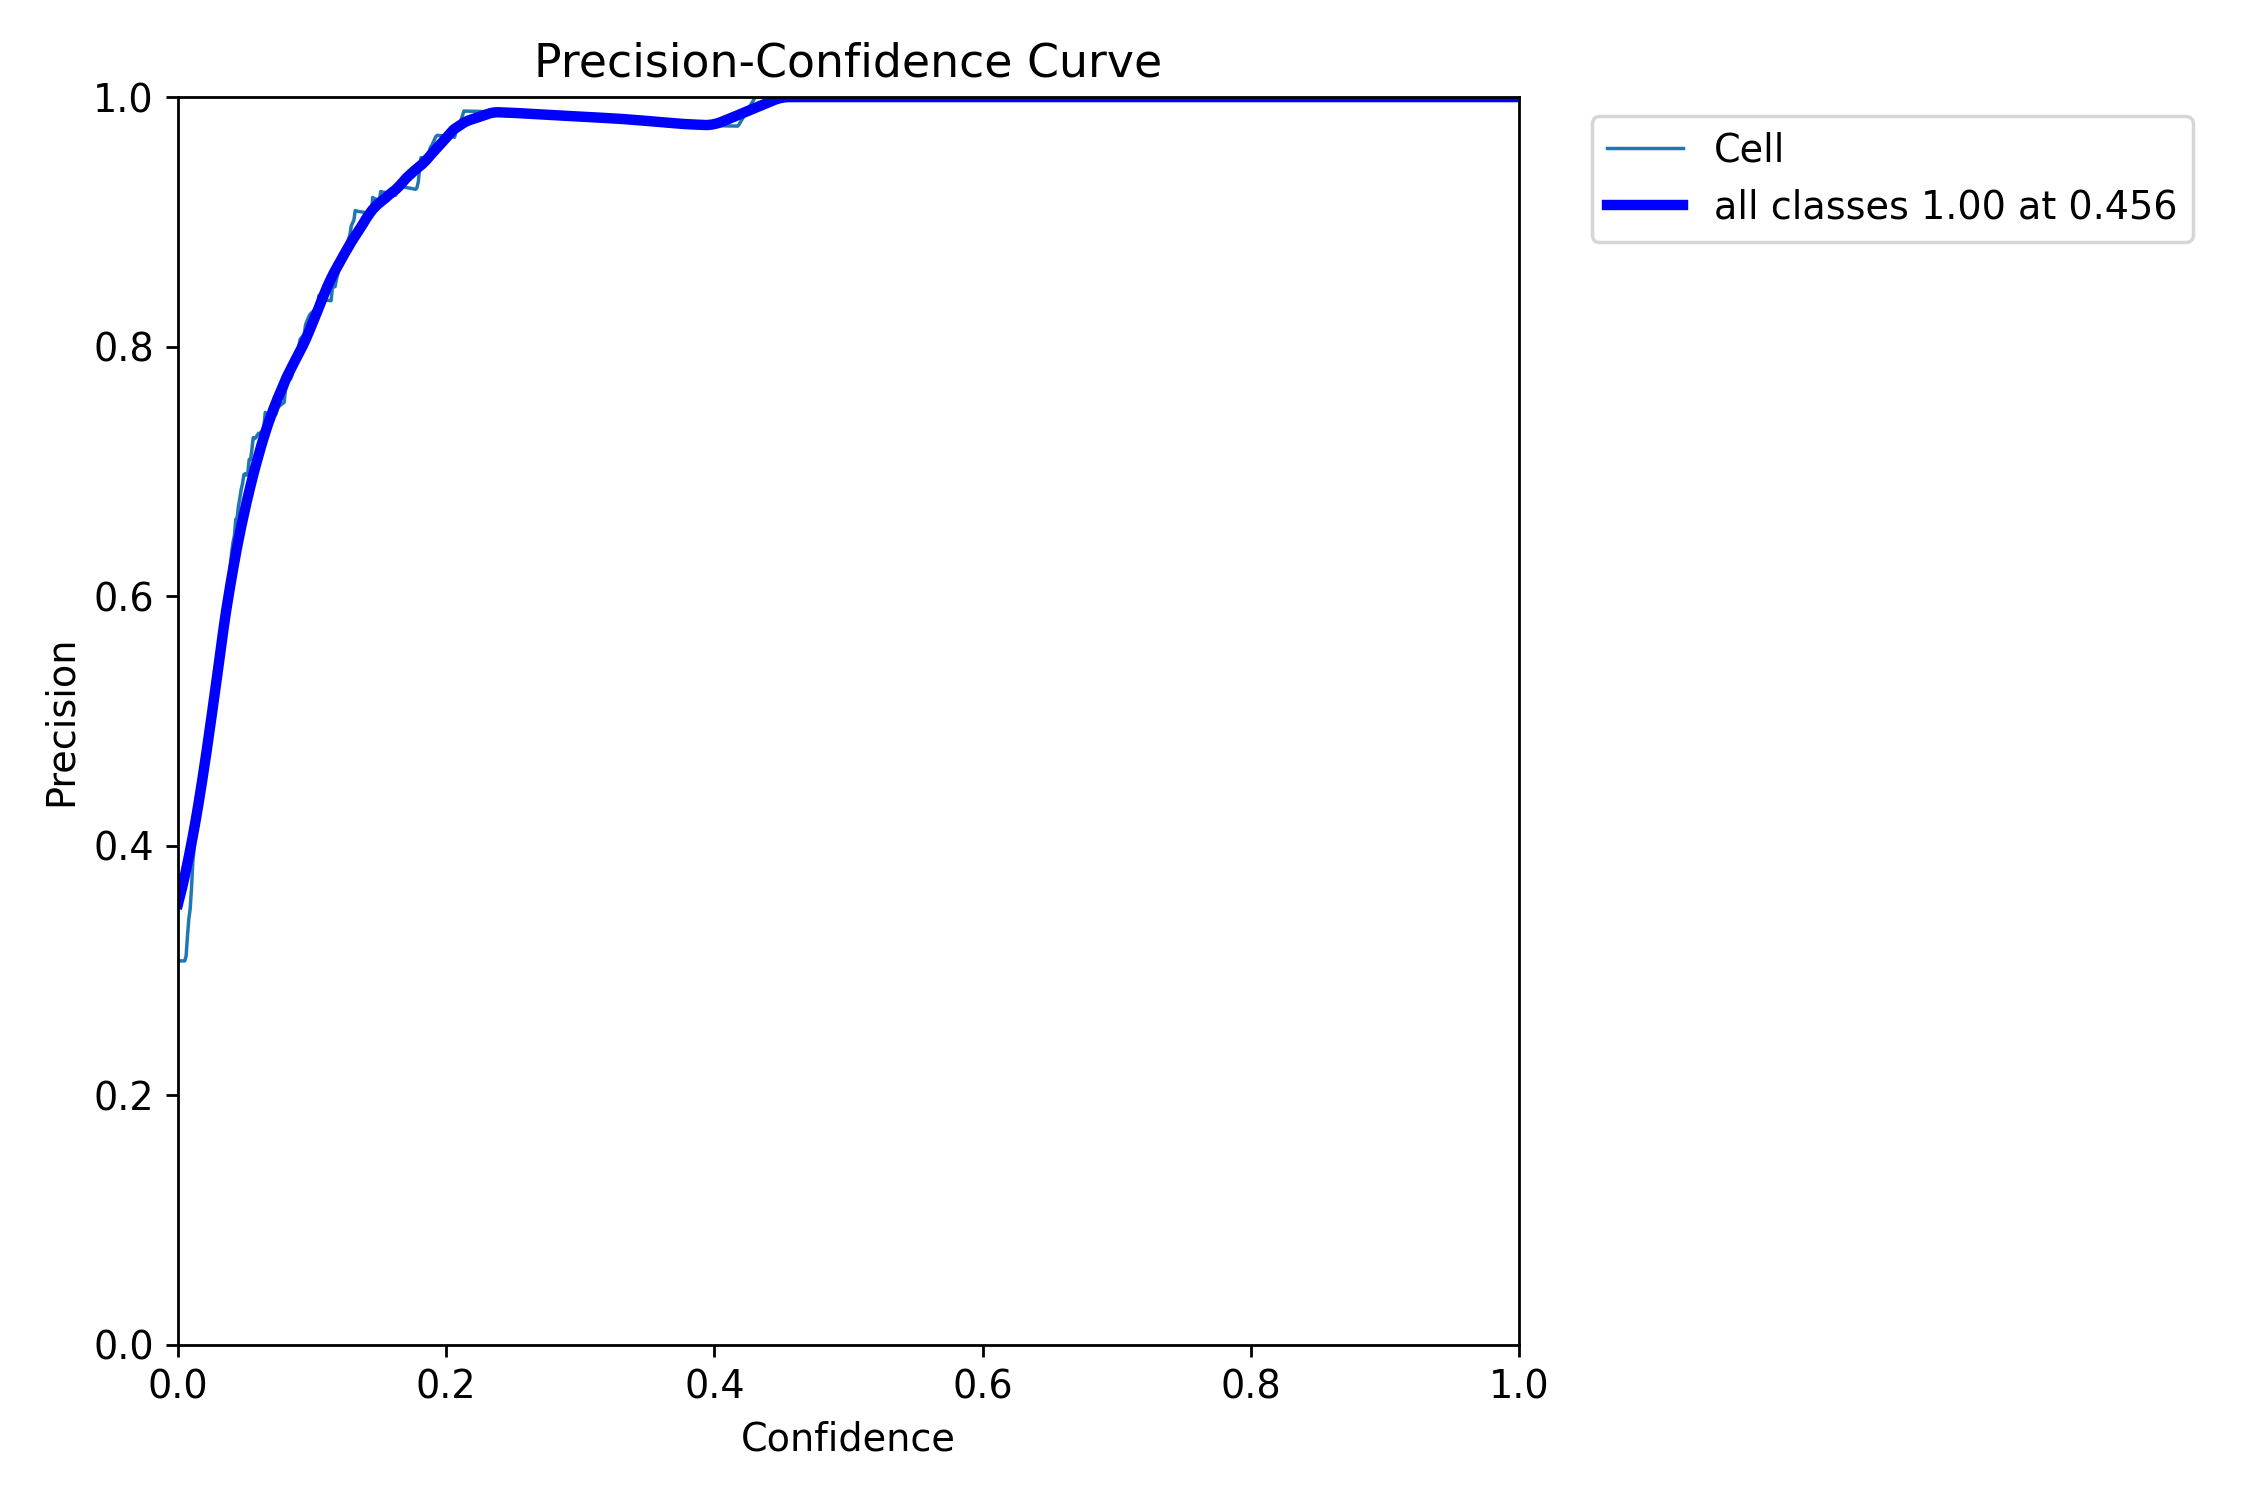 Precision-Confidence Curve
Cell
all classes 1.00 at 0.456
Precision
1.0
0.8
0.6
0.4
0.2
0.0
0.0 0.2 0.4 0.6 0.8 1.0
Confidence